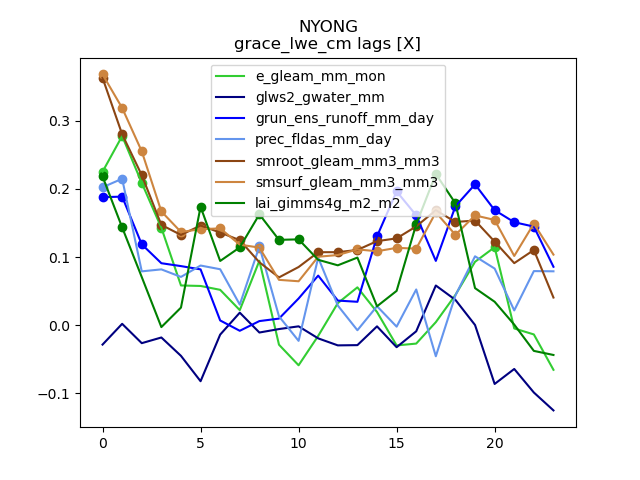 NYONG
grace_lwe_cm lags [X]
e_gleam_mm_mon
glws2_gwater_mm
grun_ens_runoff_mm_day
prec_fldas_mm_day
smroot_gleam_mm3_mm3
smsurf_gleam_mm3_mm3
lai_gimms4g_m2_m2
0.3
0.2
0.1
0.0
−0.1
0
5
10
15
20